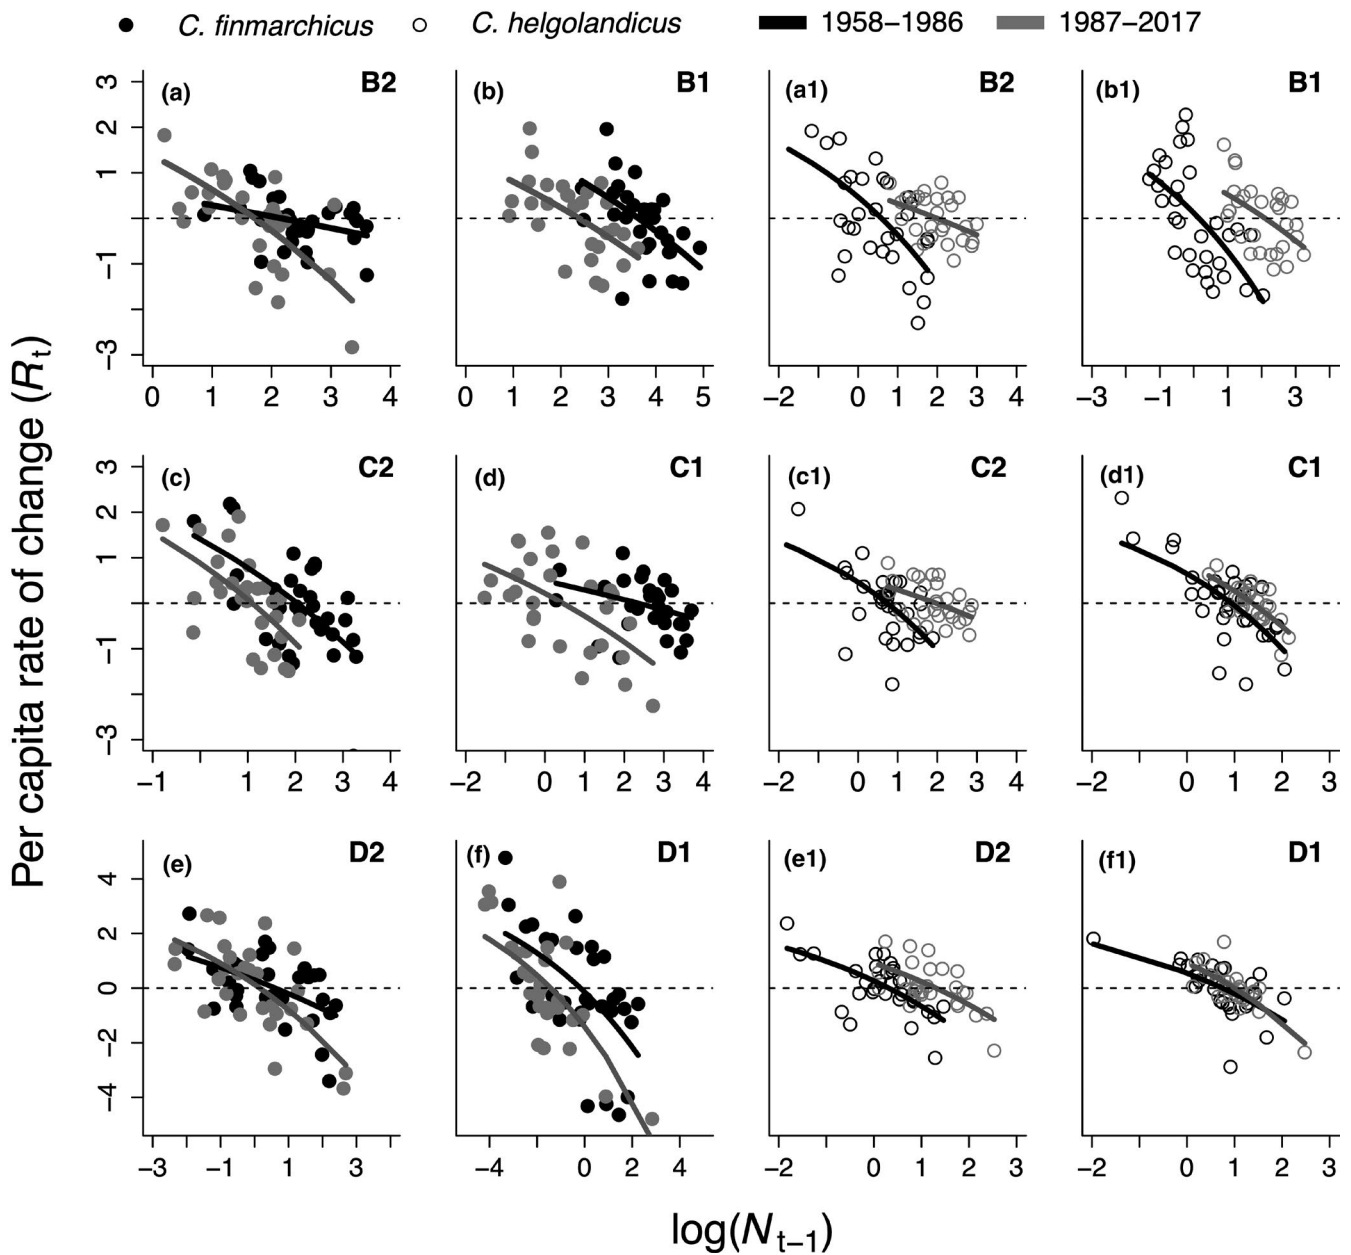 C. finmarchicus C. helgolandicus 1958−1986 1987−2017
(a) B2 (b) B1 (a1) B2 (b1) B1
3
2
1
−1
−3
0 1 2 3 4 0 1 2 3 4 5 −2 0 1 2 3 4 −3 −1 1 3
(c) C2 (d) C1 (c1) C2 (d1) C1
3
2
1
−1
−3
−1 1 2 3 4 −2 0 1 2 3 4 −2 0 1 2 3 4 −2 0 1 2 3
(e) D2 (f) D1 (e1) D2 (f1) D1
4
2
0
−2
−4
−3 −1 1 3 −4 0 2 4 −2 0 1 2 3 −2 0 1 2 3
Per capita rate of change (Rt)
log(Nt−1)